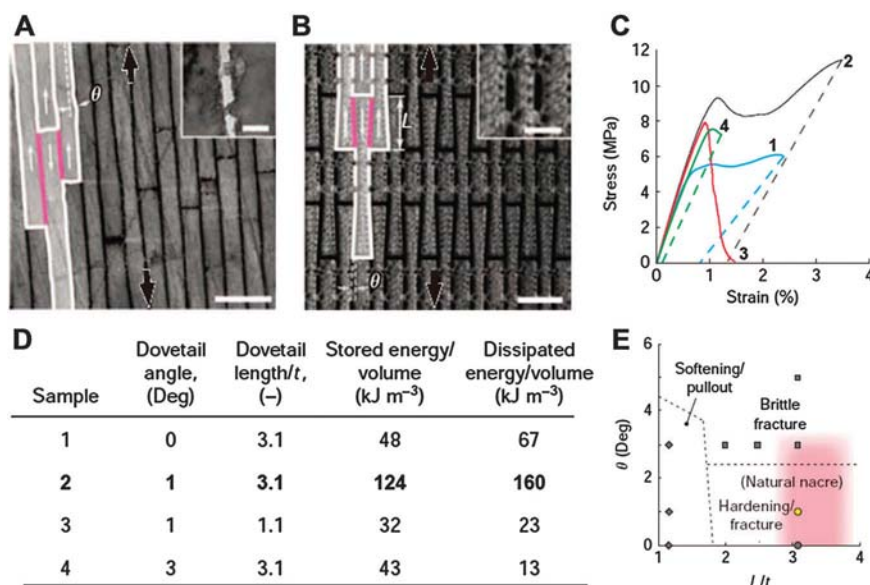 A
θ
B
L
θ
C
Stress (MPa)
12
10
8
6
4
2
0
0
1
2
3
4
Strain (%)
2
4
1
3
D
Sample
Dovetail angle, (Deg)
Dovetail length/t, (–)
Stored energy/ volume (kJ m⁻³)
Dissipated energy/volume (kJ m⁻³)
1 0 3.1 48 67
2 1 3.1 124 160
3 1 1.1 32 23
4 3 3.1 43 13
E
θ (Deg)
6
4
2
0
Softening/
pullout
Brittle
fracture
(Natural nacre)
Hardening/
fracture
1 2 3 4
L/t